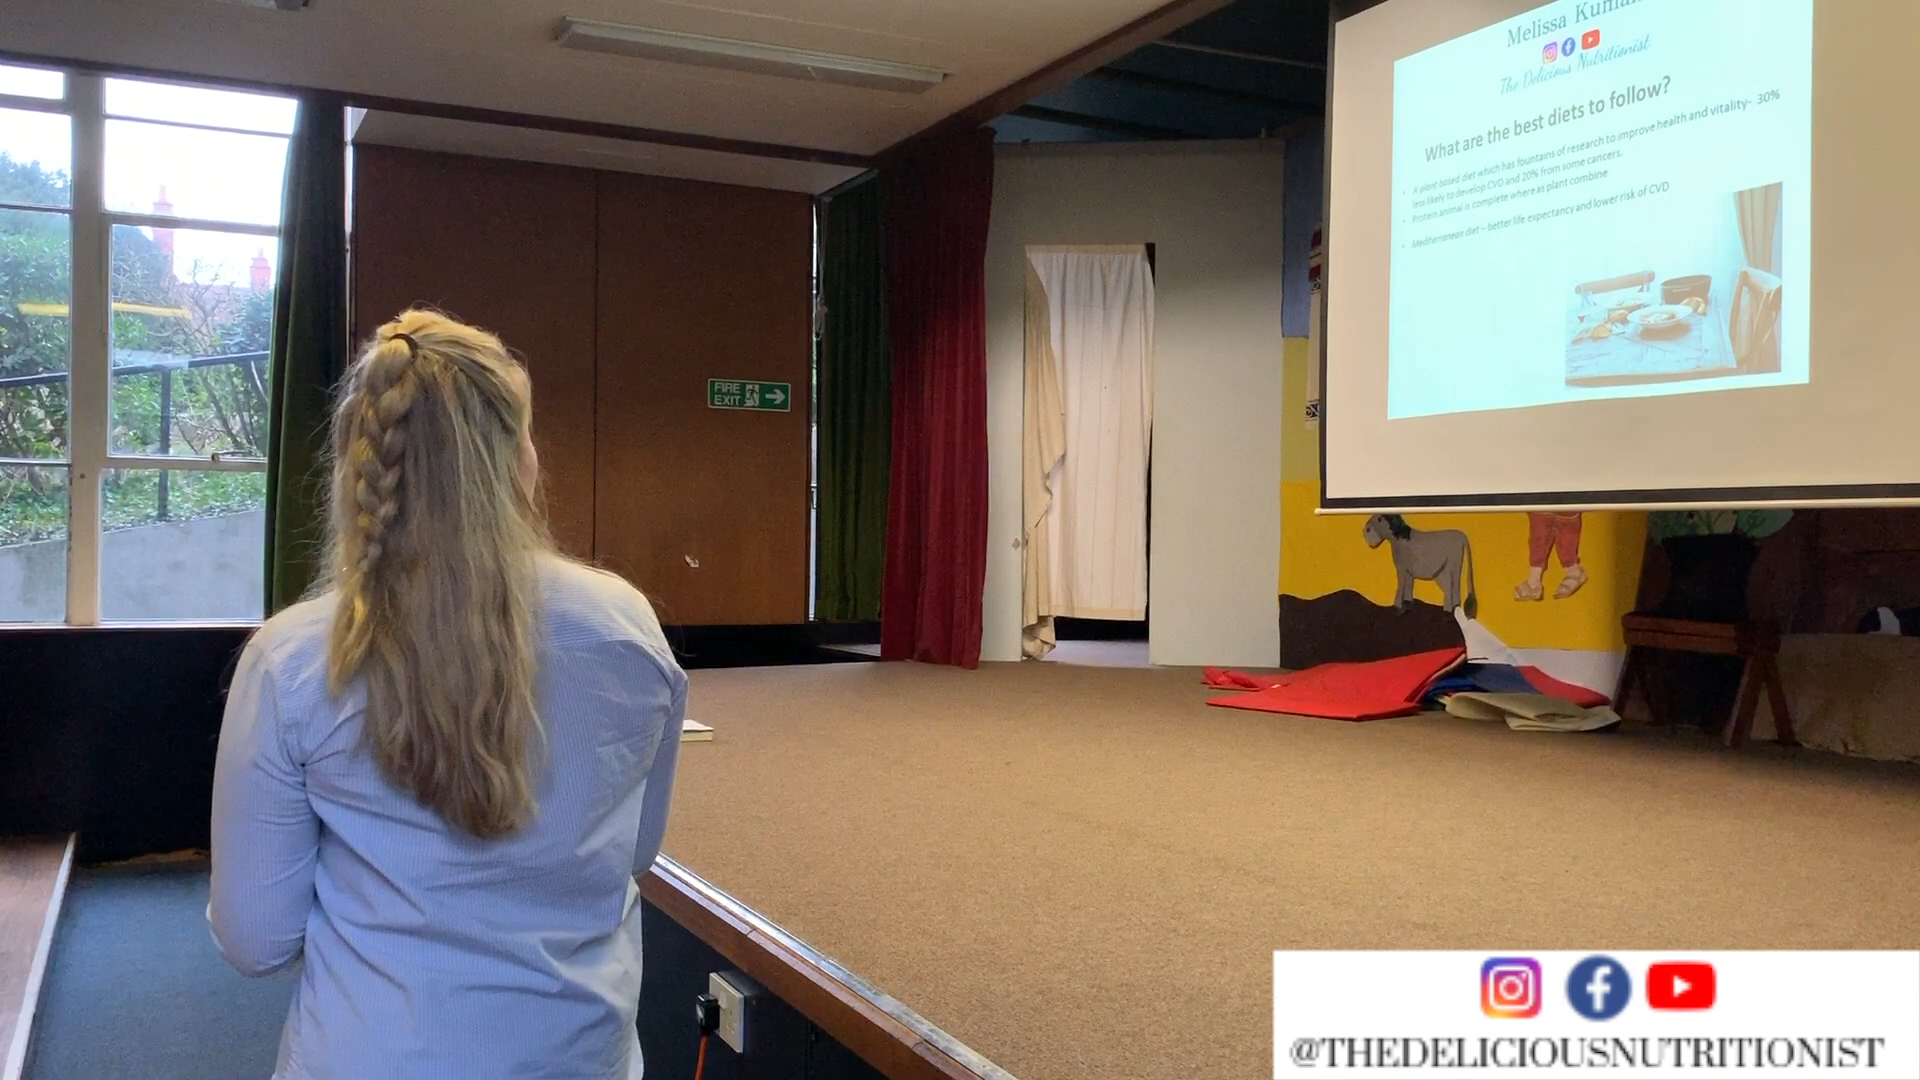 Melissa
The Delicious Nutritionist
What are the best diets to follow?
• A plant based diet which has fountains of research to improve health and vitality- 30%
less likely to develop CVD and 20% from some cancers.
• Protein animal is complete where as plant combine
• Mediterranean diet – better life expectancy and lower risk of CVD
FIRE
EXIT
@THEDELICIOUSNUTRITIONIST